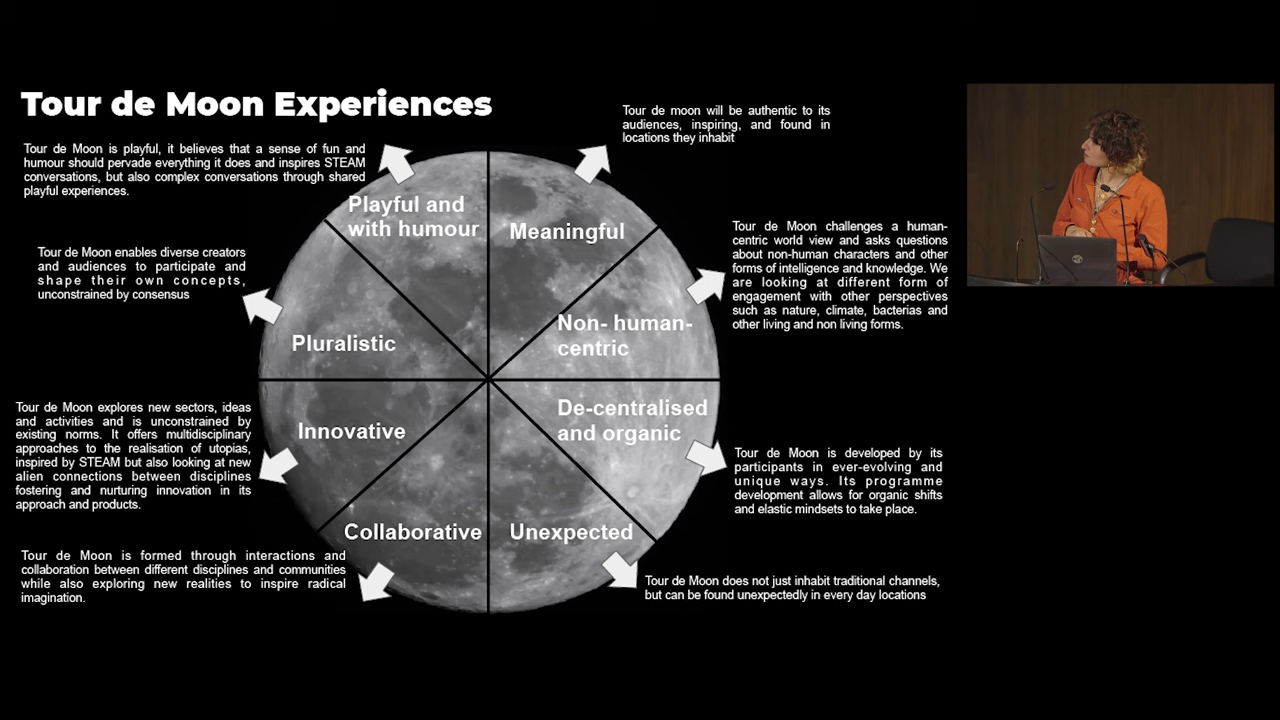 Tour de Moon Experiences
Tour de Moon is playful, it believes that a sense of fun and
humour should pervade everything it does and inspires STEAM
conversations, but also complex conversations through shared
playful experiences.
Tour de moon will be authentic to its
audiences, inspiring, and found in
locations they inhabit
Playful and
with humour
Meaningful
Tour de Moon enables diverse creators
and audiences to participate and
shape their own concepts,
unconstrained by consensus
Tour de Moon challenges a human-
centric world view and asks questions
about non-human characters and other
forms of intelligence and knowledge. We
are looking at different form of
engagement with other perspectives
such as nature, climate, bacterias and
other living and non living forms.
Pluralistic
Non- human-
centric
Innovative
De-centralised
and organic
Tour de Moon explores new sectors, ideas
and activities and is unconstrained by
existing norms. It offers multidisciplinary
approaches to the realisation of utopias,
inspired by STEAM but also looking at new
alien connections between disciplines
fostering and nurturing innovation in its
approach and products.
Tour de Moon is developed by its
participants in ever-evolving and
unique ways. Its programme
development allows for organic shifts
and elastic mindsets to take place.
Collaborative
Unexpected
Tour de Moon is formed through interactions and
collaboration between different disciplines and communities
while also exploring new realities to inspire radical
imagination.
Tour de Moon does not just inhabit traditional channels,
but can be found unexpectedly in every day locations